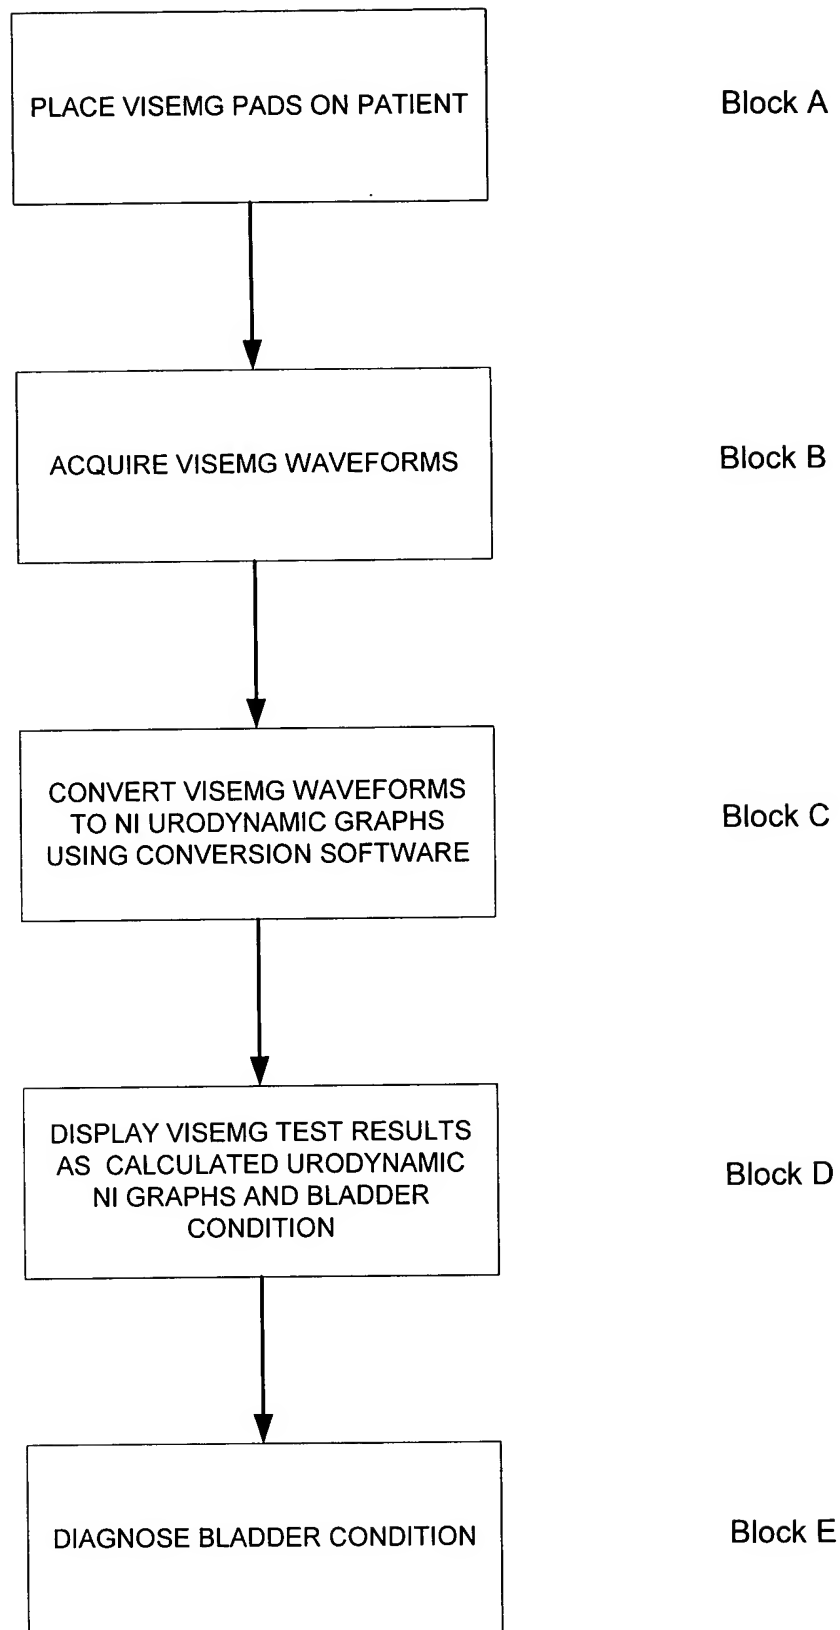 PLACE VISEMG PADS ON PATIENT
Block A
ACQUIRE VISEMG WAVEFORMS
Block B
CONVERT VISEMG WAVEFORMS
TO NI URODYNAMIC GRAPHS
USING CONVERSION SOFTWARE
Block C
DISPLAY VISEMG TEST RESULTS
AS CALCULATED URODYNAMIC
NI GRAPHS AND BLADDER
CONDITION
Block D
DIAGNOSE BLADDER CONDITION
Block E